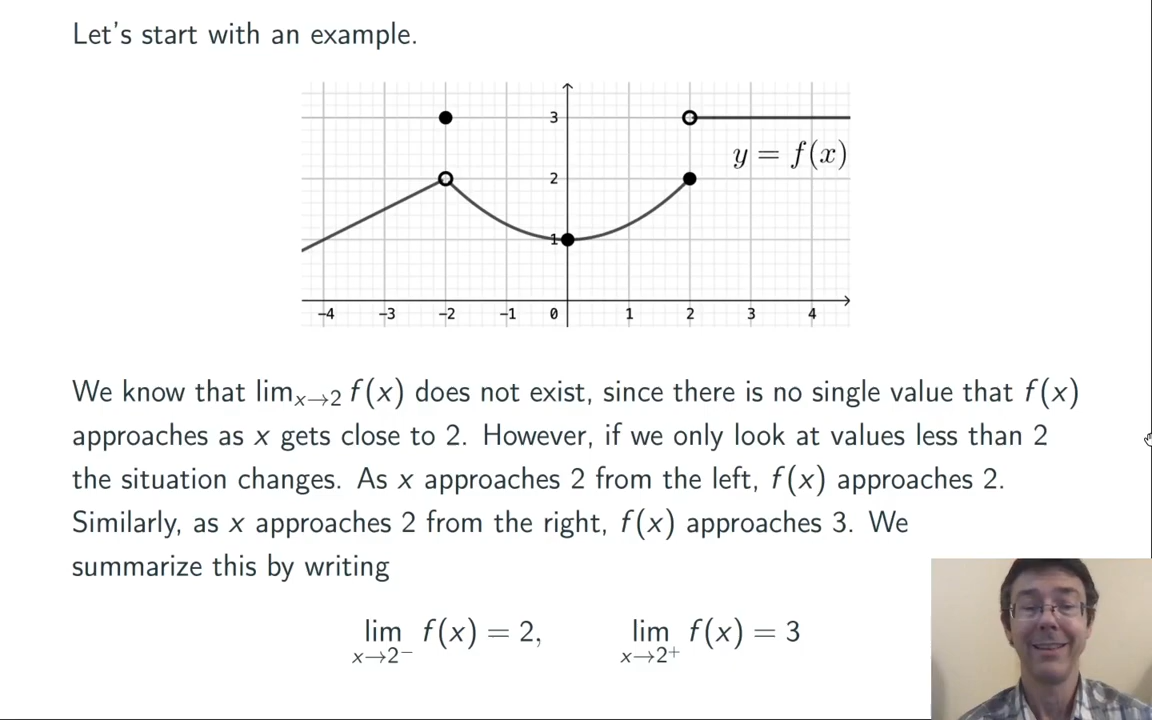 Let's start with an example.
3
y = f(x)
2
1
−4 −3 −2 −1 0 1 2 3 4
We know that lim_{x→2} f(x) does not exist, since there is no single value that f(x)
approaches as x gets close to 2. However, if we only look at values less than 2
the situation changes. As x approaches 2 from the left, f(x) approaches 2.
Similarly, as x approaches 2 from the right, f(x) approaches 3. We
summarize this by writing
lim_{x→2⁻} f(x) = 2, lim_{x→2⁺} f(x) = 3